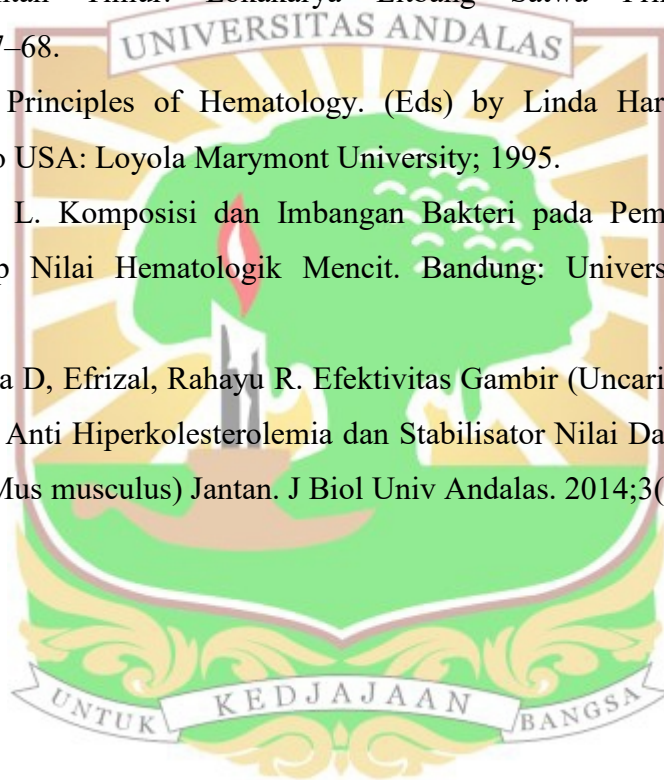 Timur.
Satwa
UNIVERSITAS ANDALAS
7–68.
Principles of Hematology. (Eds) by Linda Har
USA: Loyola Marymont University; 1995.
L. Komposisi dan Imbangan Bakteri pada Pem
Nilai Hematologik Mencit. Bandung: Univers
a D, Efrizal, Rahayu R. Efektivitas Gambir (Uncari
Anti Hiperkolesterolemia dan Stabilisator Nilai Da
Mus musculus) Jantan. J Biol Univ Andalas. 2014;3(
UNTUK KEDJAJAAN BANGSA